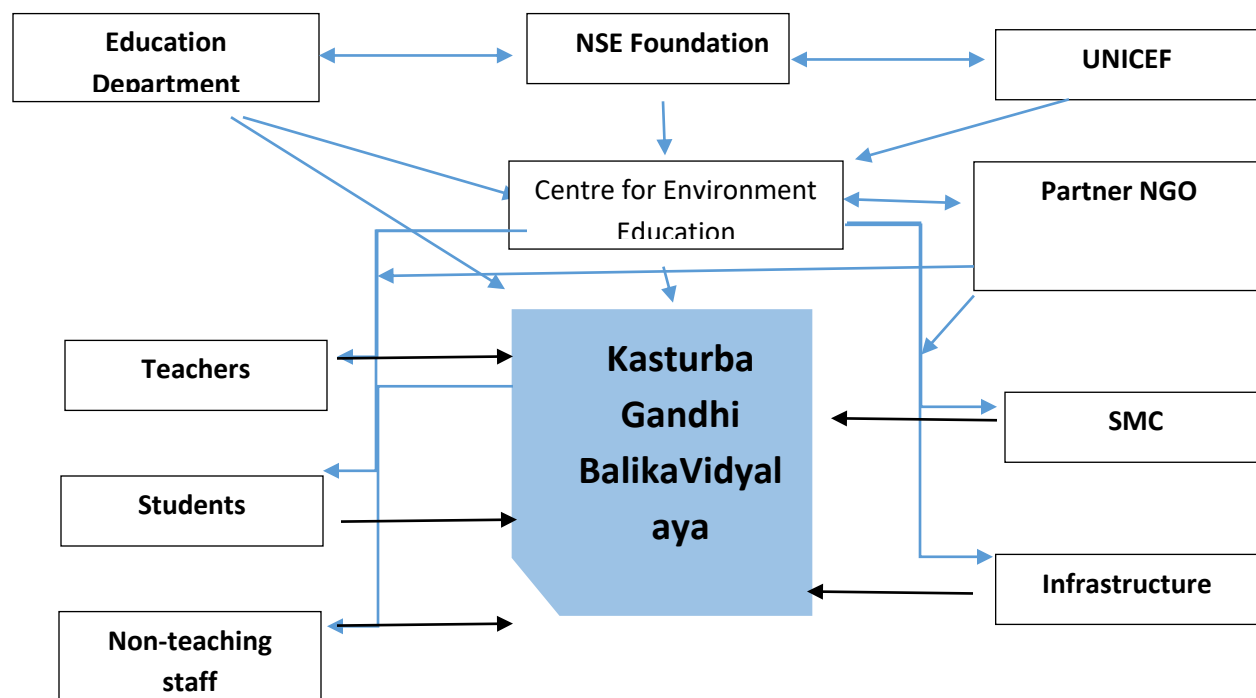 Education
Department
NSE Foundation
UNICEF
Centre for Environment
Education
Partner NGO
Kasturba
Gandhi
BalikaVidyal
aya
Teachers
SMC
Students
Infrastructure
Non-teaching
staff